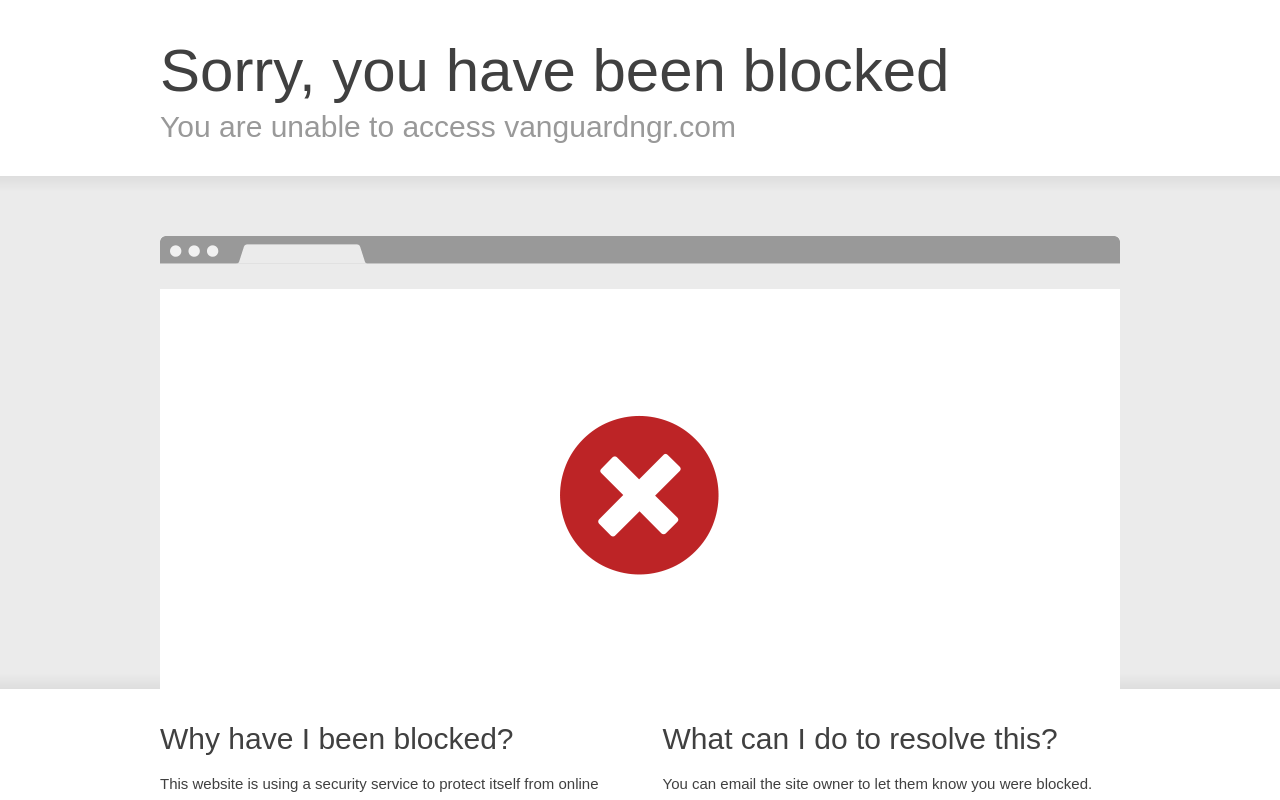 Sorry, you have been blocked
You are unable to access vanguardngr.com
Why have I been blocked?
This website is using a security service to protect itself from online
What can I do to resolve this?
You can email the site owner to let them know you were blocked.